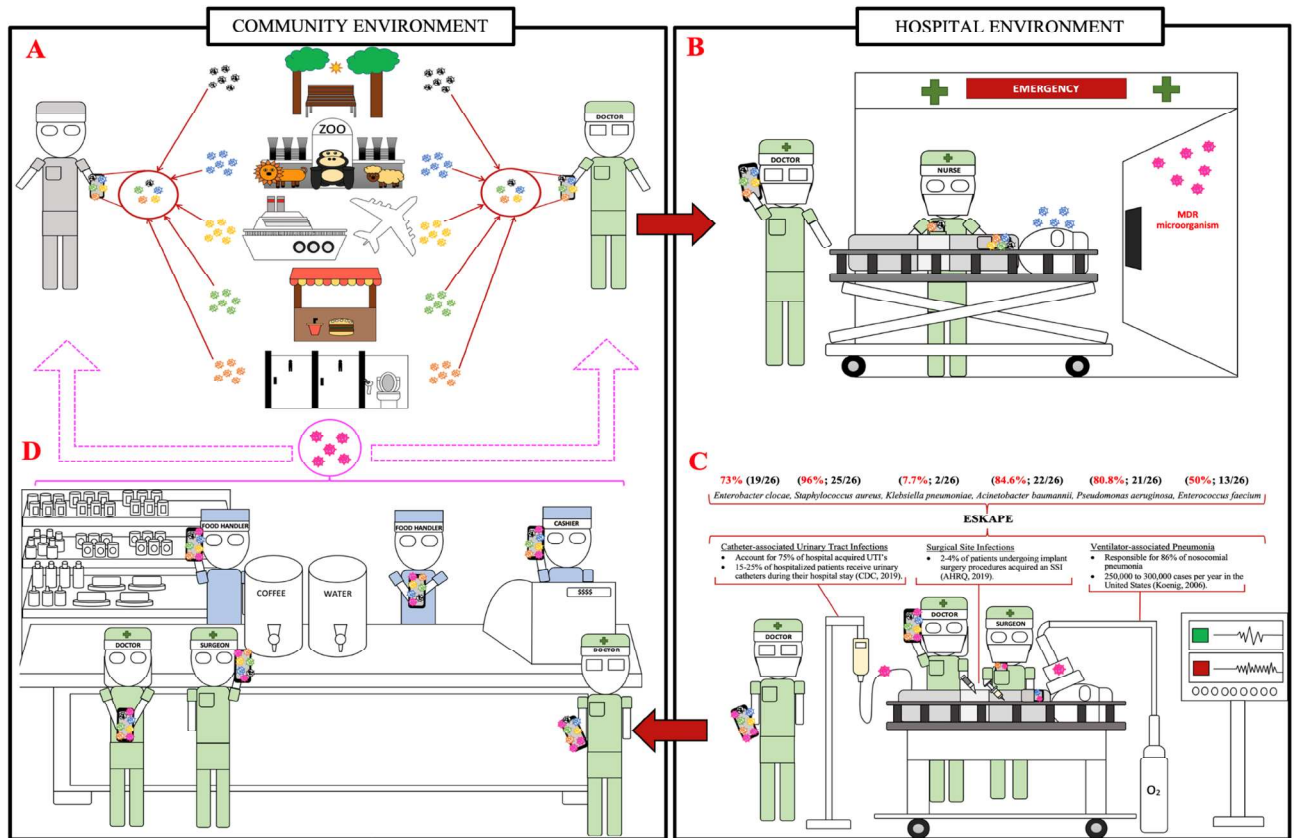 COMMUNITY ENVIRONMENT
A
ZOO
DOCTOR
HOSPITAL ENVIRONMENT
B
EMERGENCY
DOCTOR
NURSE
MDR
microorganism
C
73% (19/26) (96%; 25/26) (7.7%; 2/26) (84.6%; 22/26) (80.8%; 21/26) (50%; 13/26)
Enterobacter clocae, Staphylococcus aureus, Klebsiella pneumoniae, Acinetobacter baumannii, Pseudomonas aeruginosa, Enterococcus faecium
ESKAPE
Catheter-associated Urinary Tract Infections
• Account for 75% of hospital acquired UTI's
• 15-25% of hospitalized patients receive urinary
catheters during their hospital stay (CDC, 2019).
Surgical Site Infections
• 2-4% of patients undergoing implant
surgery procedures acquired an SSI
(AHRQ, 2019).
Ventilator-associated Pneumonia
• Responsible for 86% of nosocomial
pneumonia
• 250,000 to 300,000 cases per year in the
United States (Koenig, 2006).
DOCTOR
DOCTOR
SURGEON
O2
D
FOOD HANDLER
FOOD HANDLER
CASHIER
COFFEE
WATER
$$$$
DOCTOR
SURGEON
DOCTOR